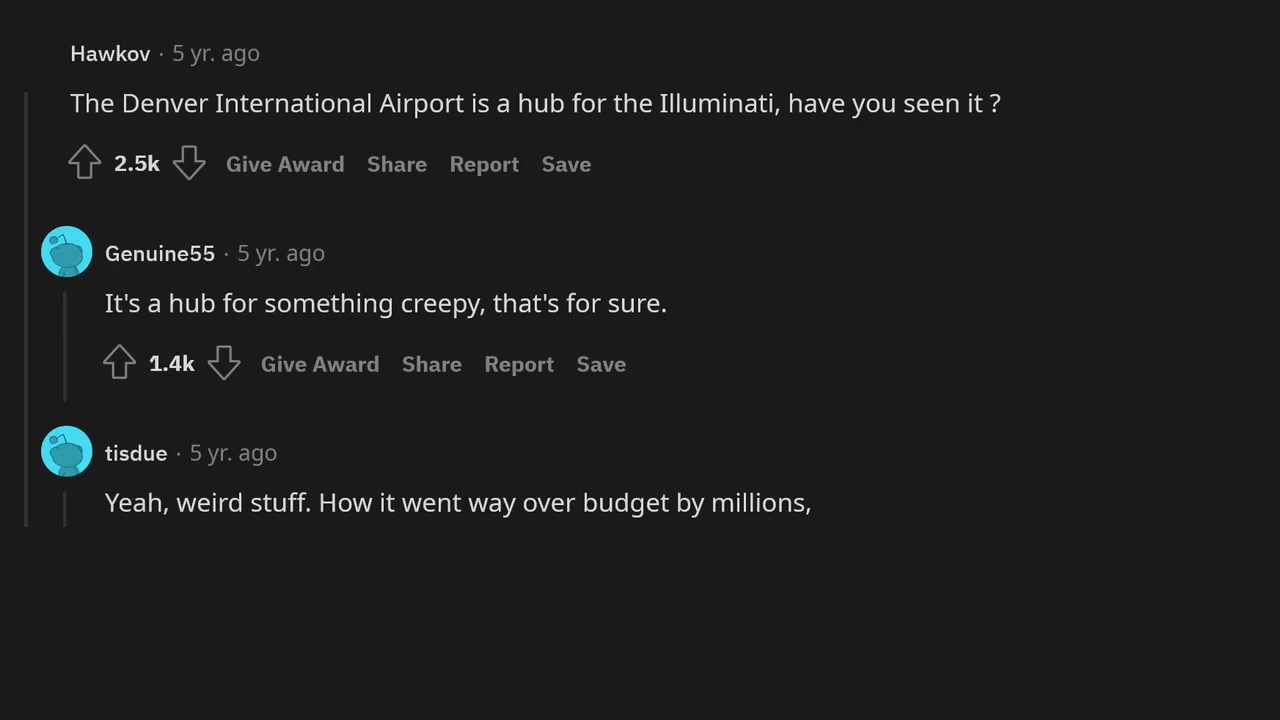 Hawkov · 5 yr. ago
The Denver International Airport is a hub for the Illuminati, have you seen it ?
2.5k Give Award Share Report Save
Genuine55 · 5 yr. ago
It's a hub for something creepy, that's for sure.
1.4k Give Award Share Report Save
tisdue · 5 yr. ago
Yeah, weird stuff. How it went way over budget by millions,